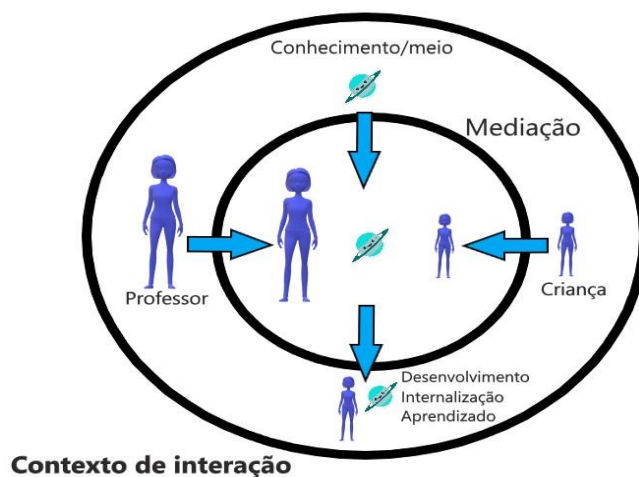 Conhecimento/meio
Mediação
Professor
Criança
Desenvolvimento
Internalização
Aprendizado
Contexto de interação